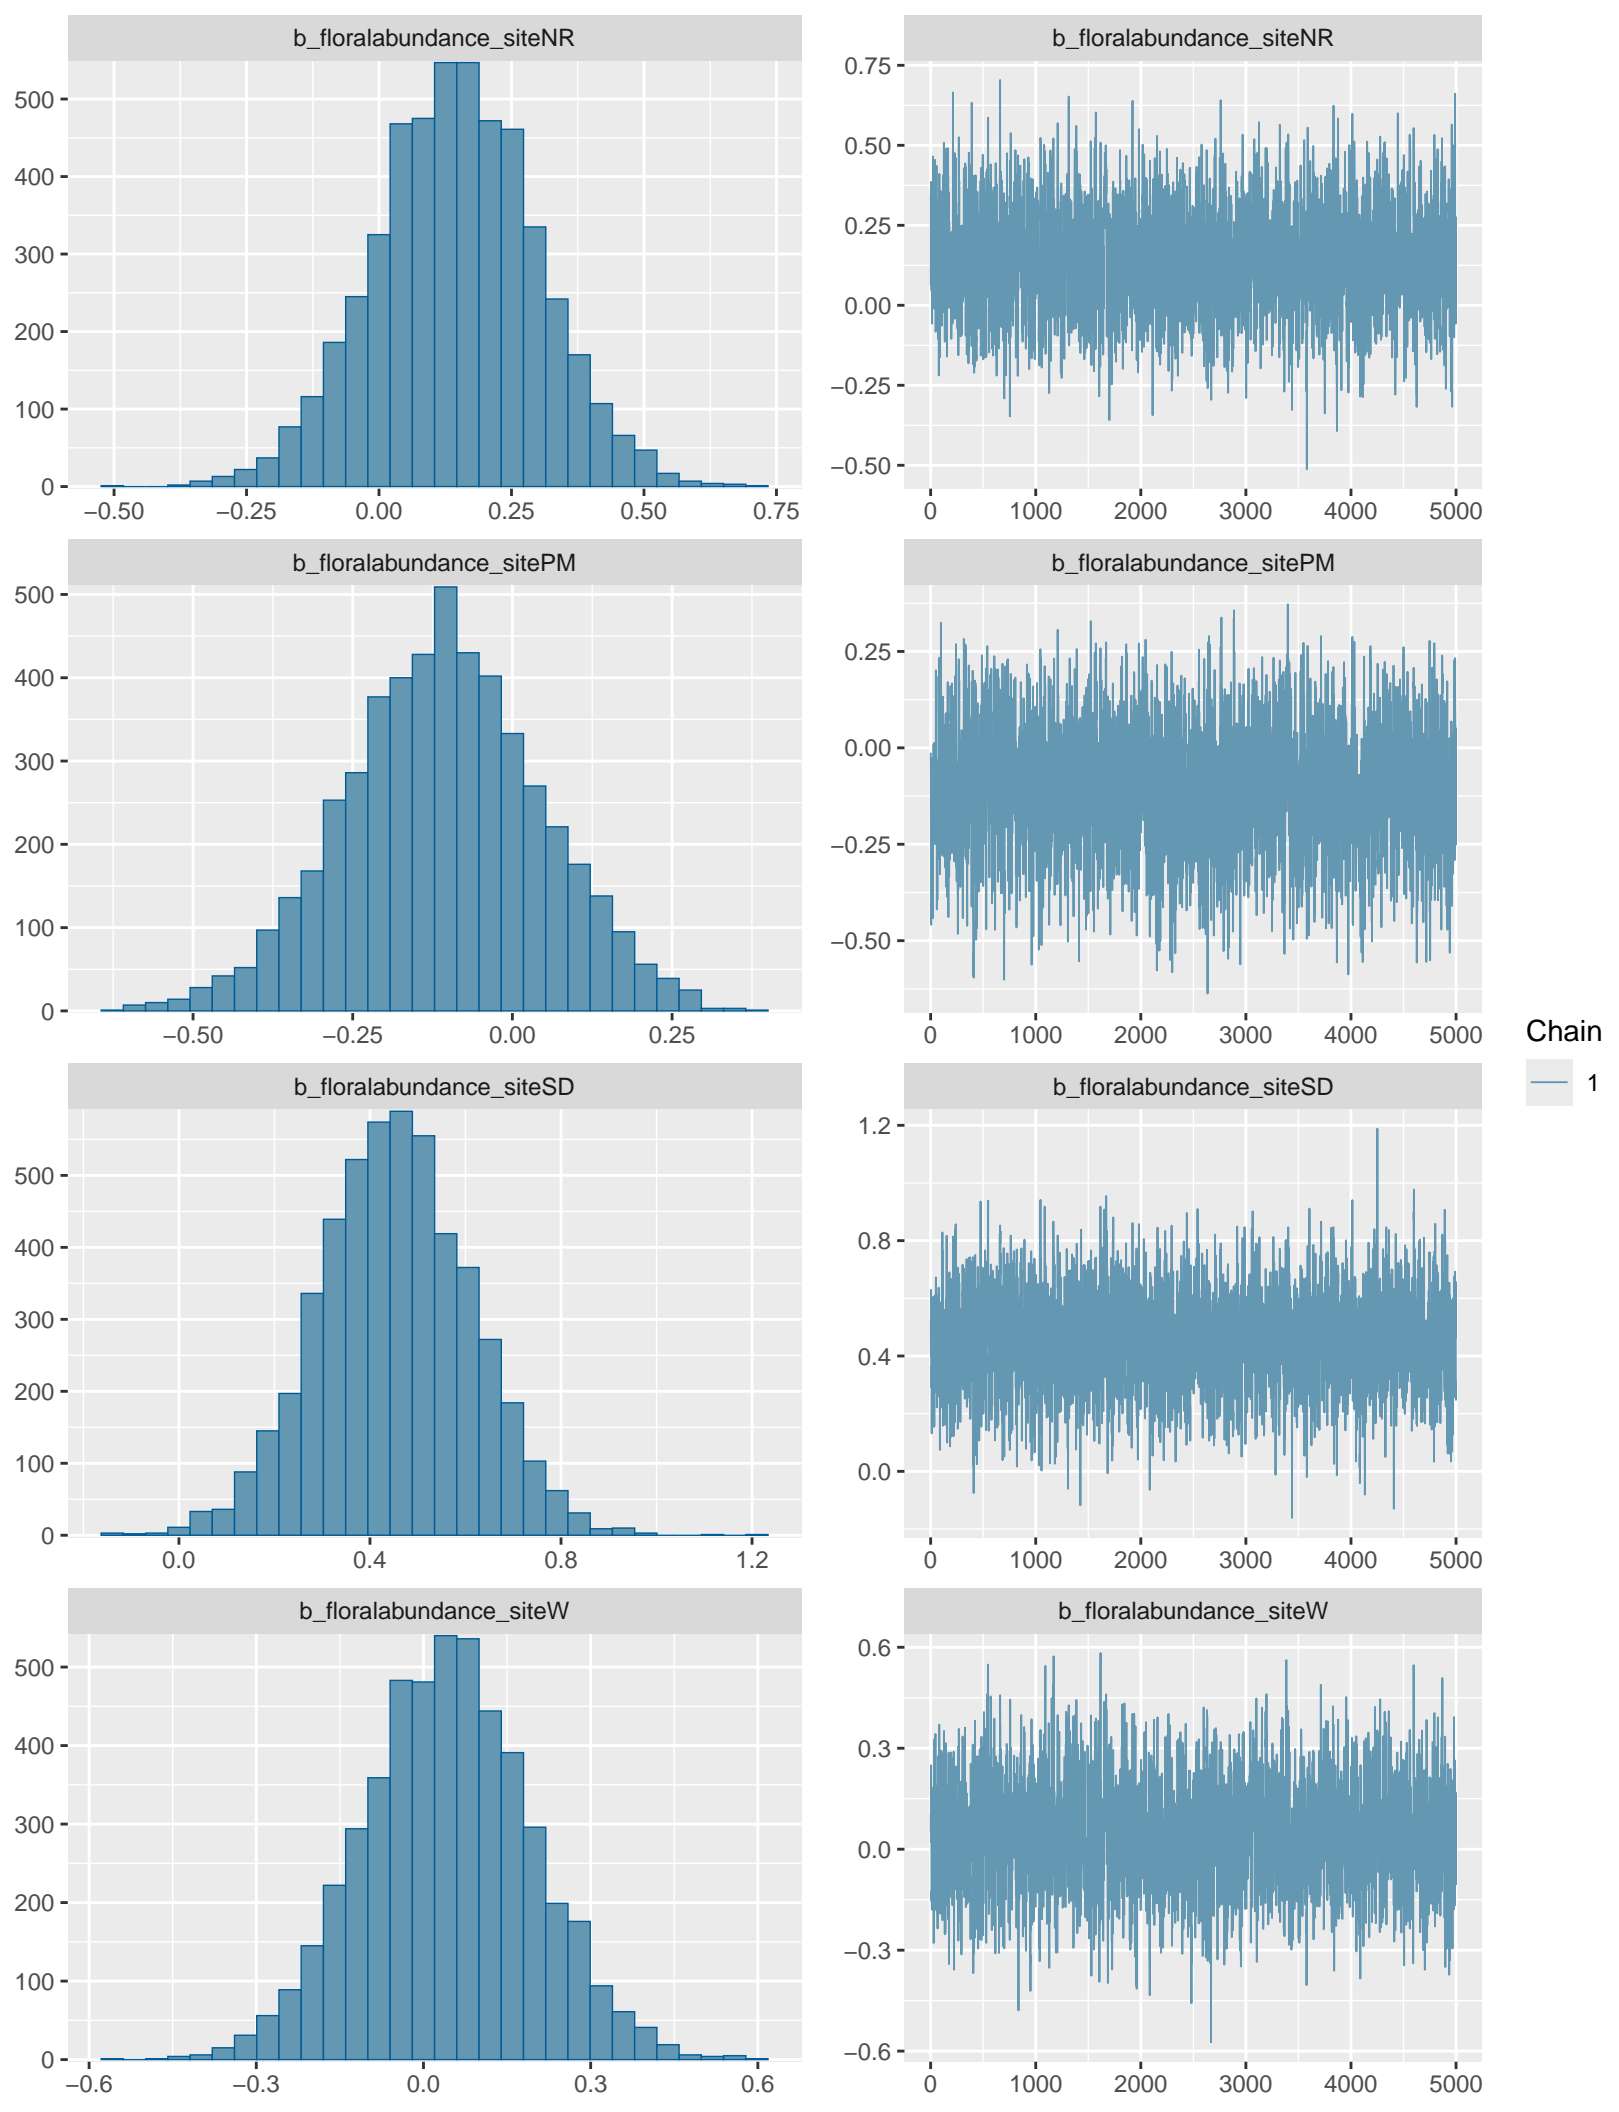 b_floralabundance_siteNR
500
400
300
200
100
0
−0.50 −0.25 0.00 0.25 0.50 0.75
b_floralabundance_siteNR
0.75
0.50
0.25
0.00
−0.25
−0.50
0 1000 2000 3000 4000 5000
b_floralabundance_sitePM
500
400
300
200
100
0
−0.50 −0.25 0.00 0.25
b_floralabundance_sitePM
0.25
0.00
−0.25
−0.50
0 1000 2000 3000 4000 5000
b_floralabundance_siteSD
500
400
300
200
100
0
0.0 0.4 0.8 1.2
b_floralabundance_siteSD
1.2
0.8
0.4
0.0
0 1000 2000 3000 4000 5000
b_floralabundance_siteW
500
400
300
200
100
0
−0.6 −0.3 0.0 0.3 0.6
b_floralabundance_siteW
0.6
0.3
0.0
−0.3
−0.6
0 1000 2000 3000 4000 5000
Chain
1